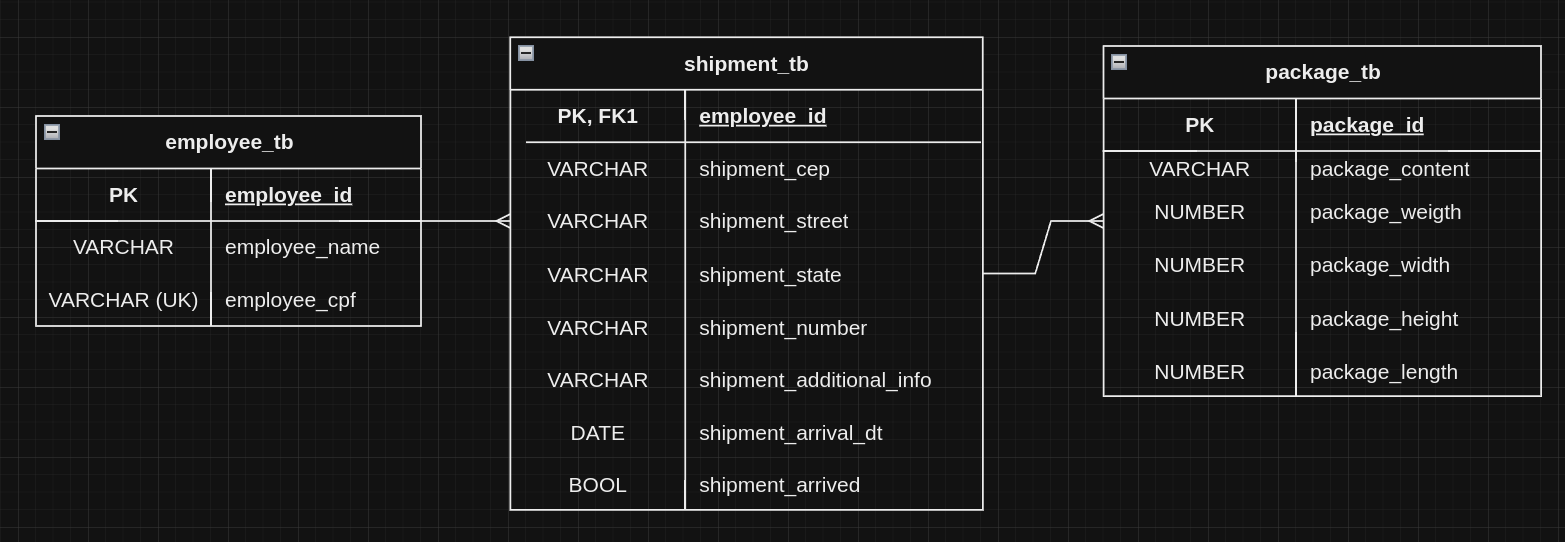 employee_tb
PK employee_id
VARCHAR employee_name
VARCHAR (UK) employee_cpf
shipment_tb
PK, FK1 employee_id
VARCHAR shipment_cep
VARCHAR shipment_street
VARCHAR shipment_state
VARCHAR shipment_number
VARCHAR shipment_additional_info
DATE shipment_arrival_dt
BOOL shipment_arrived
package_tb
PK package_id
VARCHAR package_content
NUMBER package_weigth
NUMBER package_width
NUMBER package_height
NUMBER package_length